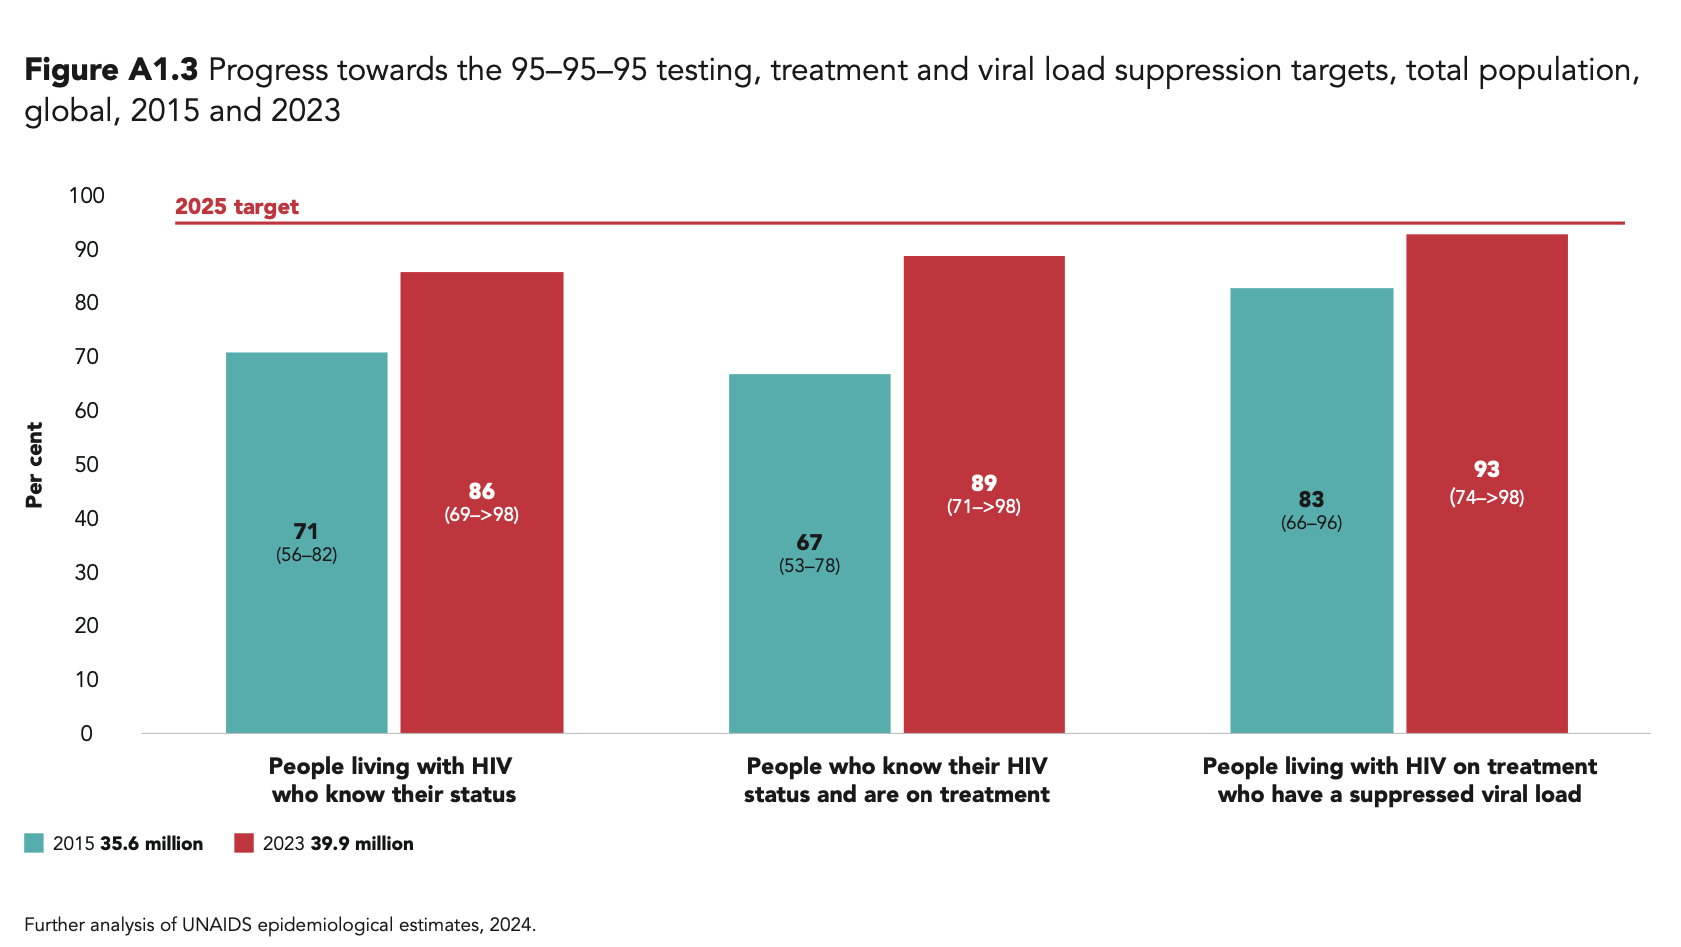 Figure A1.3 Progress towards the 95–95–95 testing, treatment and viral load suppression targets, total population,
global, 2015 and 2023
100
2025 target
90
80
70
60
50
40
30
20
10
0
Per cent
71
(56–82)
86
(69–>98)
67
(53–78)
89
(71–>98)
83
(66–96)
93
(74–>98)
People living with HIV
who know their status
People who know their HIV
status and are on treatment
People living with HIV on treatment
who have a suppressed viral load
2015 35.6 million
2023 39.9 million
Further analysis of UNAIDS epidemiological estimates, 2024.